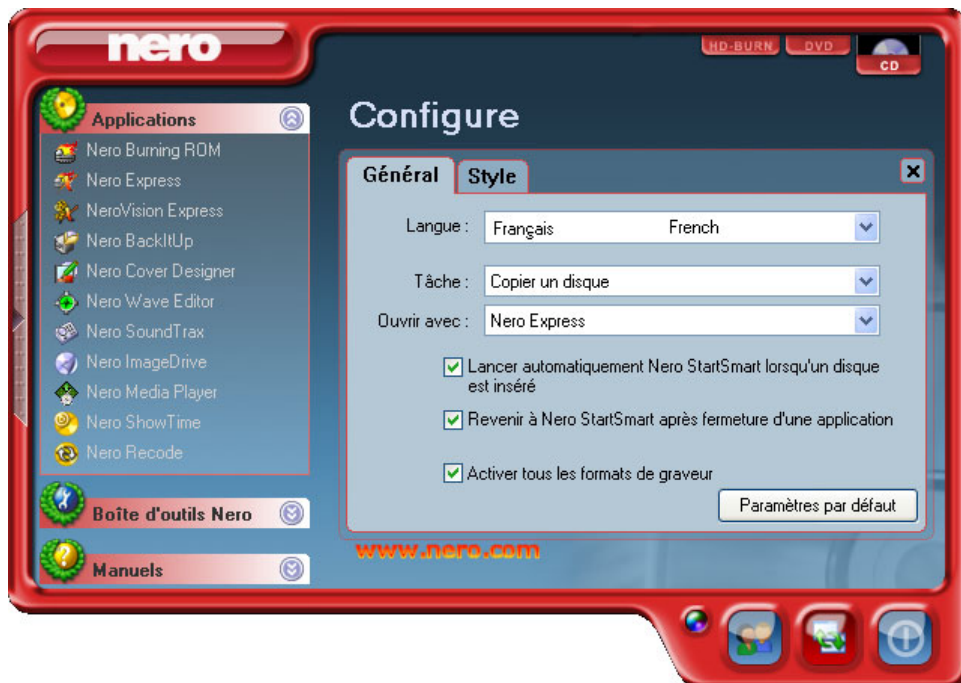 nero
HD-BURN
DVD
CD
Applications
Nero Burning ROM
Nero Express
NeroVision Express
Nero BackItUp
Nero Cover Designer
Nero Wave Editor
Nero SoundTrax
Nero ImageDrive
Nero Media Player
Nero ShowTime
Nero Recode
Boîte d'outils Nero
Manuels
Configure
Général
Style
Langue :
Français French
Tâche :
Copier un disque
Ouvrir avec :
Nero Express
Lancer automatiquement Nero StartSmart lorsqu'un disque
est inséré
Revenir à Nero StartSmart après fermeture d'une application
Activer tous les formats de graveur
Paramètres par défaut
www.nero.com